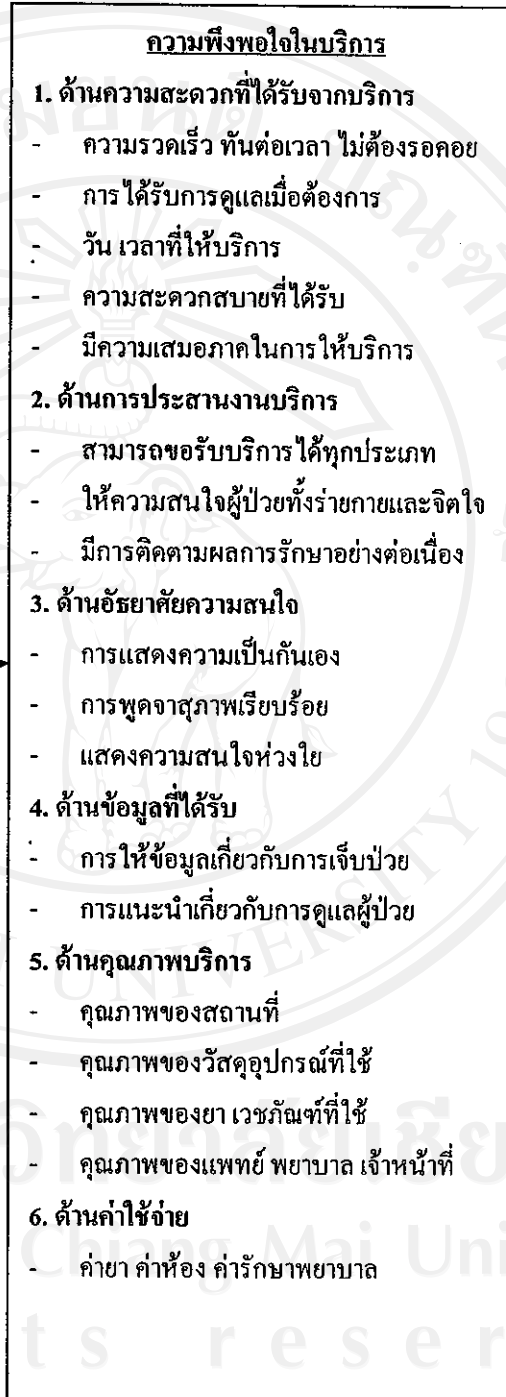 ความพึงพอใจในบริการ
1. ด้านความสะดวกที่ได้รับจากบริการ
- ความรวดเร็ว ทันต่อเวลา ไม่ต้องรอคอย
- การได้รับการดูแลเมื่อต้องการ
- วัน เวลาที่ให้บริการ
- ความสะดวกสบายที่ได้รับ
- มีความเสมอภาคในการให้บริการ
2. ด้านการประสานงานบริการ
- สามารถขอรับบริการได้ทุกประเภท
- ให้ความสนใจผู้ป่วยทั้งร่างกายและจิตใจ
- มีการติดตามผลการรักษาอย่างต่อเนื่อง
3. ด้านอัธยาศัยความสนใจ
- การแสดงความเป็นกันเอง
- การพูดจาสุภาพเรียบร้อย
- แสดงความสนใจห่วงใย
4. ด้านข้อมูลที่ได้รับ
- การให้ข้อมูลเกี่ยวกับการเจ็บป่วย
- การแนะนำเกี่ยวกับการดูแลผู้ป่วย
5. ด้านคุณภาพบริการ
- คุณภาพของสถานที่
- คุณภาพของวัสดุอุปกรณ์ที่ใช้
- คุณภาพของยา เวชภัณฑ์ที่ใช้
- คุณภาพของแพทย์ พยาบาล เจ้าหน้าที่
6. ด้านค่าใช้จ่าย
- ค่ายา ค่าห้อง ค่ารักษาพยาบาล
UNIVERSITY
Chiang Mai Uni